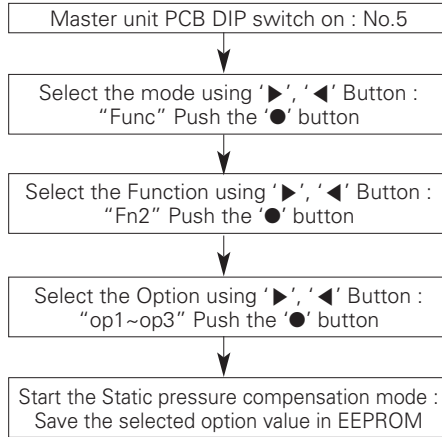 Master unit PCB DIP switch on : No.5
Select the mode using ‘▶’, ‘◀’ Button :
“Func” Push the ‘●’ button
Select the Function using ‘▶’, ‘◀’ Button :
“Fn2” Push the ‘●’ button
Select the Option using ‘▶’, ‘◀’ Button :
“op1~op3” Push the ‘●’ button
Start the Static pressure compensation mode :
Save the selected option value in EEPROM